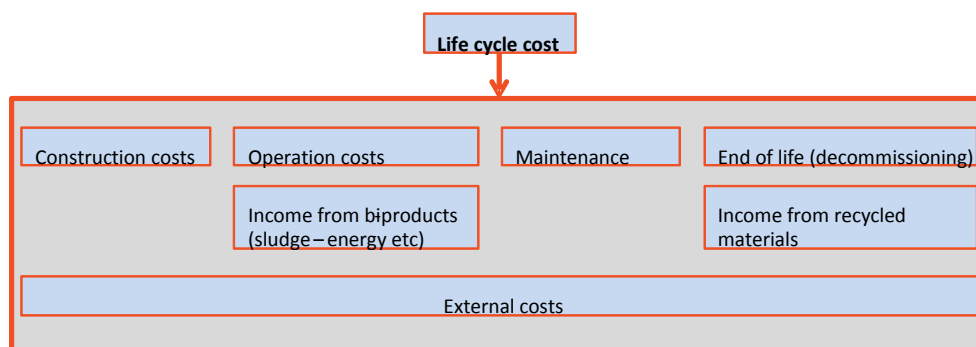 Life cycle cost
Construction costs
Operation costs
Maintenance
End of life (decommissioning)
Income from bi-products
(sludge – energy etc)
Income from recycled
materials
External costs